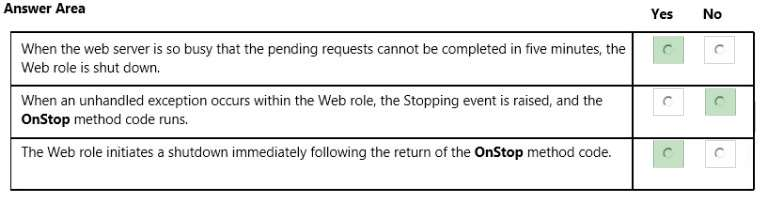 Answer Area
Yes No
When the web server is so busy that the pending requests cannot be completed in five minutes, the
Web role is shut down.
When an unhandled exception occurs within the Web role, the Stopping event is raised, and the
OnStop method code runs.
The Web role initiates a shutdown immediately following the return of the OnStop method code.